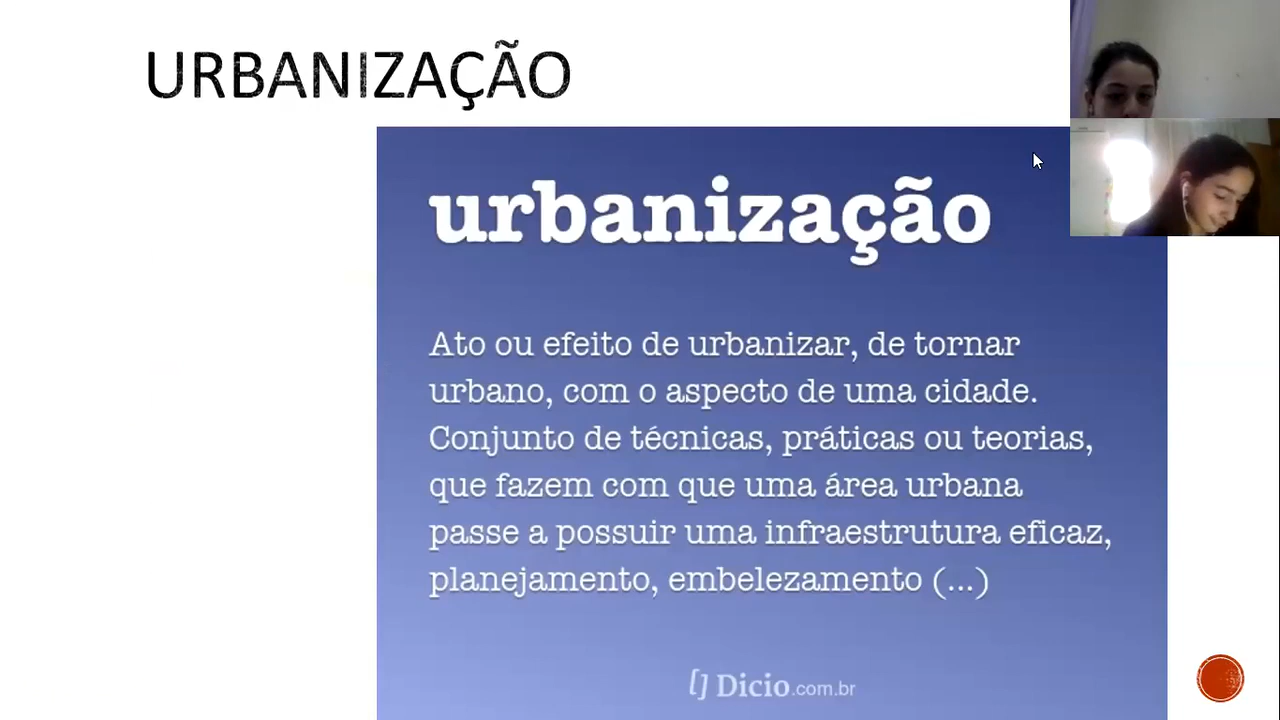 URBANIZAÇÃO
urbanização
Ato ou efeito de urbanizar, de tornar
urbano, com o aspecto de uma cidade.
Conjunto de técnicas, práticas ou teorias,
que fazem com que uma área urbana
passe a possuir uma infraestrutura eficaz,
planejamento, embelezamento (...)
Dicio.com.br